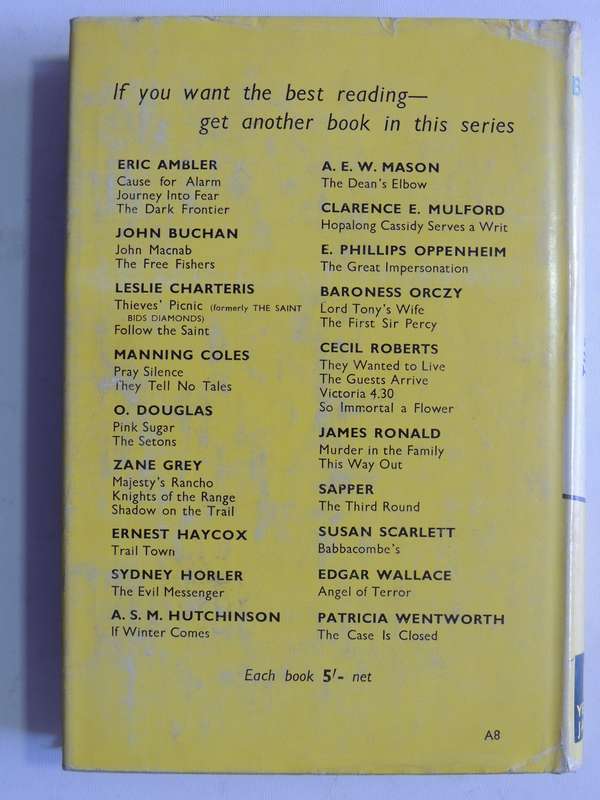 If you want the best reading—
get another book in this series
ERIC AMBLER
Cause for Alarm
Journey Into Fear
The Dark Frontier
JOHN BUCHAN
John Macnab
The Free Fishers
LESLIE CHARTERIS
Thieves' Picnic (formerly THE SAINT
BIDS DIAMONDS)
Follow the Saint
MANNING COLES
Pray Silence
They Tell No Tales
O. DOUGLAS
Pink Sugar
The Setons
ZANE GREY
Majesty's Rancho
Knights of the Range
Shadow on the Trail
ERNEST HAYCOX
Trail Town
SYDNEY HORLER
The Evil Messenger
A. S. M. HUTCHINSON
If Winter Comes
A. E. W. MASON
The Dean's Elbow
CLARENCE E. MULFORD
Hopalong Cassidy Serves a Writ
E. PHILLIPS OPPENHEIM
The Great Impersonation
BARONESS ORCZY
Lord Tony's Wife
The First Sir Percy
CECIL ROBERTS
They Wanted to Live
The Guests Arrive
Victoria 4.30
So Immortal a Flower
JAMES RONALD
Murder in the Family
This Way Out
SAPPER
The Third Round
SUSAN SCARLETT
Babbacombe's
EDGAR WALLACE
Angel of Terror
PATRICIA WENTWORTH
The Case Is Closed
Each book 5/- net
A8